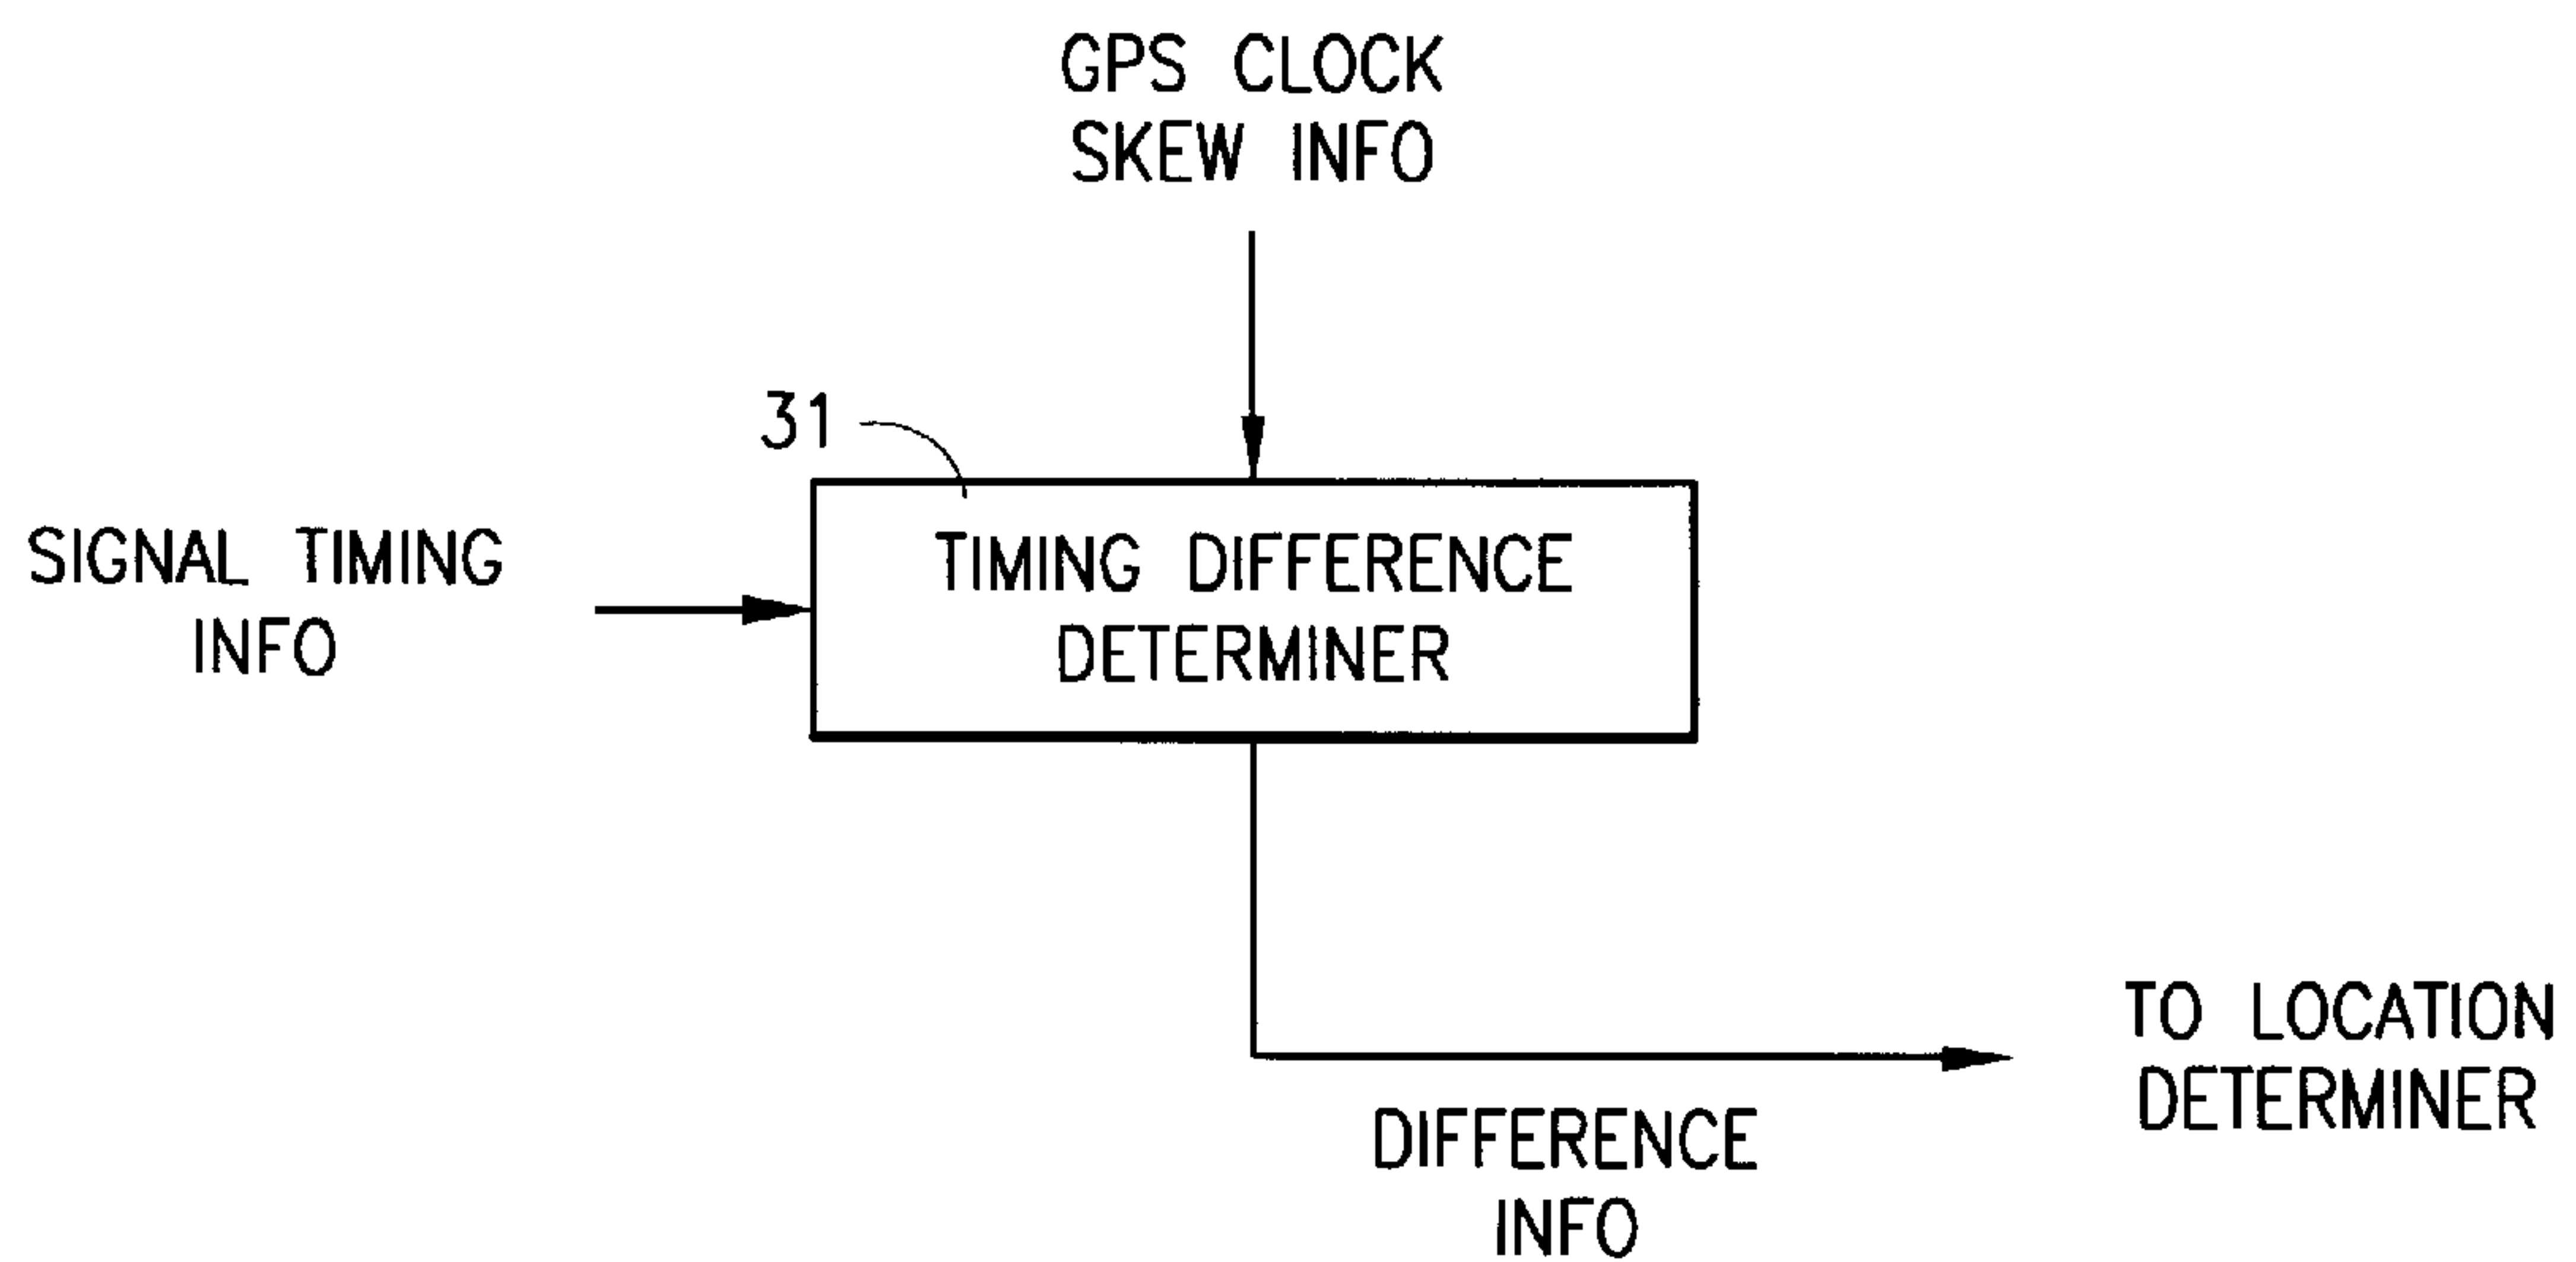 GPS CLOCK
SKEW INFO
31
SIGNAL TIMING
INFO
TIMING DIFFERENCE
DETERMINER
TO LOCATION
DETERMINER
DIFFERENCE
INFO